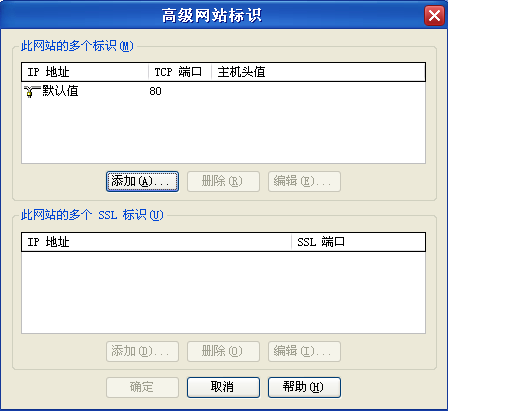 高级网站标识
此网站的多个标识(M)
IP 地址 TCP 端口 主机头值
默认值 80
添加(A)... 删除(R) 编辑(E)...
此网站的多个 SSL 标识(U)
IP 地址 SSL 端口
添加(D)... 删除(O) 编辑(I)...
确定 取消 帮助(H)